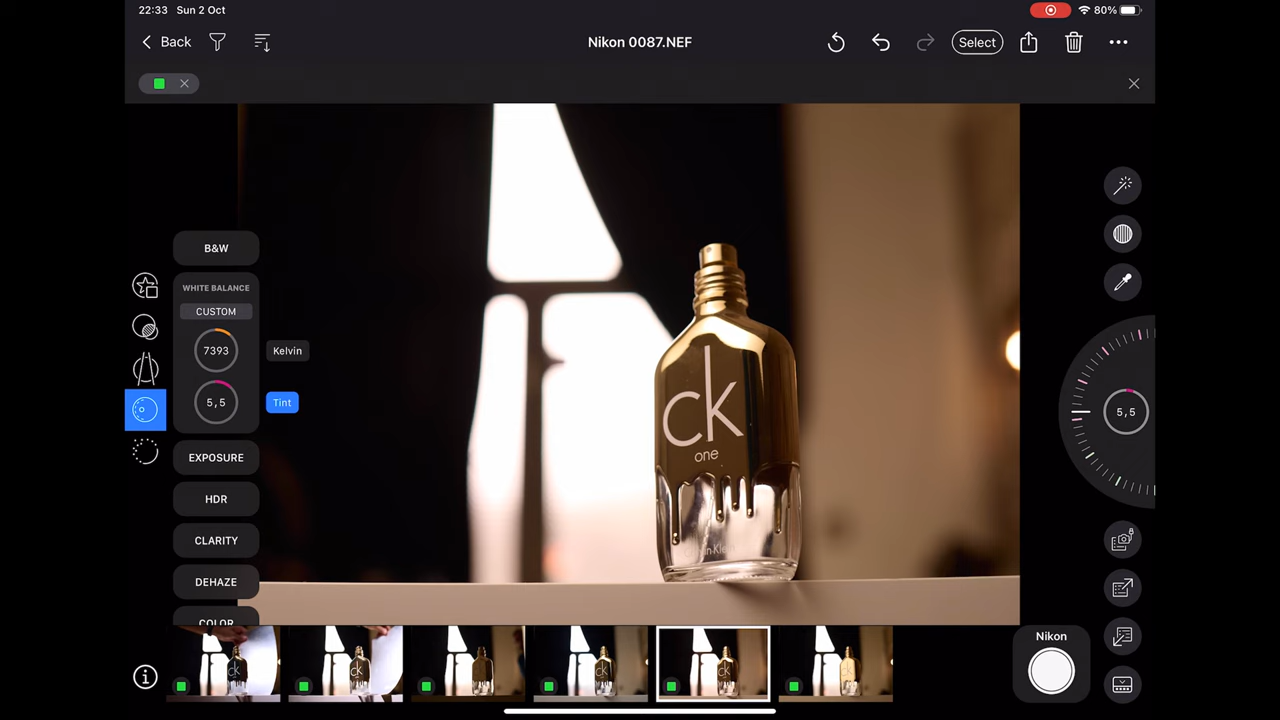 22:33 Sun 2 Oct
80%
Back
Nikon 0087.NEF
Select
B&W
WHITE BALANCE
CUSTOM
7393
Kelvin
5,5
Tint
5,5
EXPOSURE
HDR
CLARITY
DEHAZE
COLOR
ck
one
Nikon